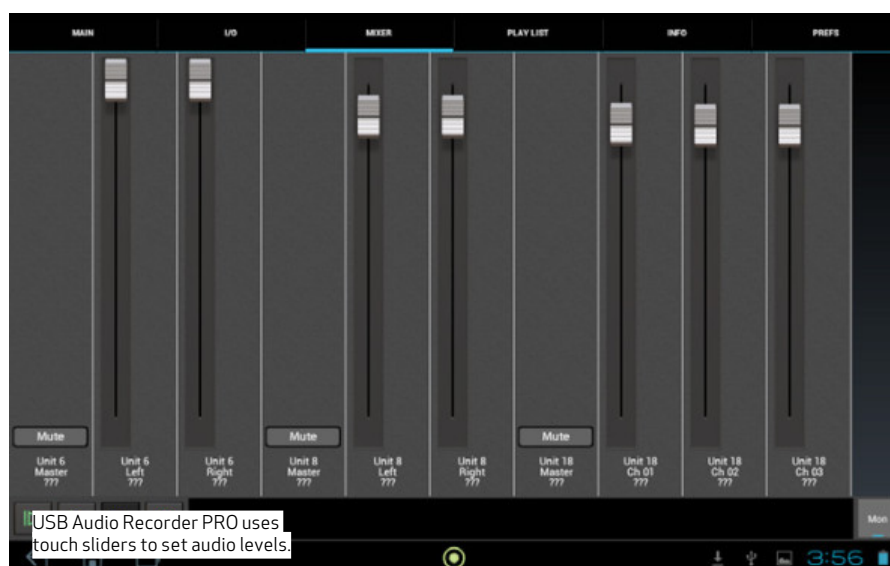 MAIN
I/O
MIXER
PLAY LIST
INFO
PREFS
Mute
Mute
Mute
Unit 6
Master
???
Unit 6
Left
???
Unit 6
Right
???
Unit 8
Master
???
Unit 8
Left
???
Unit 8
Right
???
Unit 18
Master
???
Unit 18
Ch 01
???
Unit 18
Ch 02
???
Unit 18
Ch 03
???
USB Audio Recorder PRO uses
touch sliders to set audio levels.
Mon
3:56